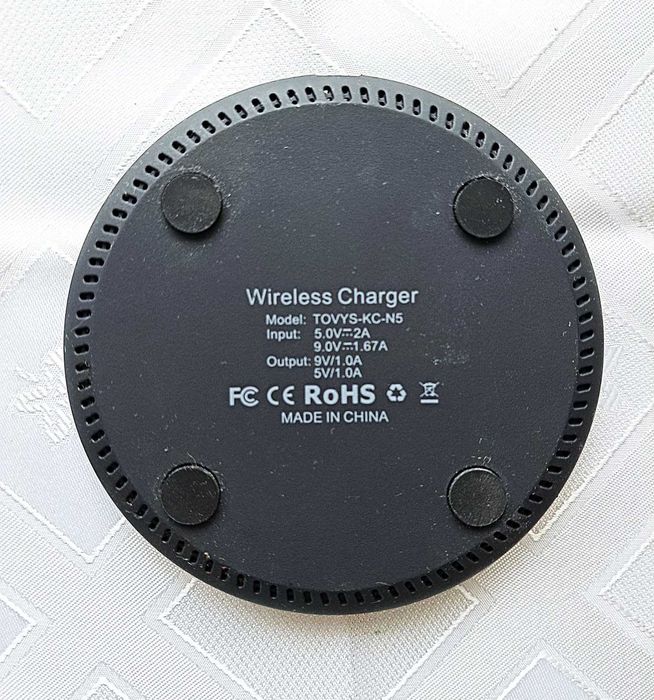 Wireless Charger
Model: TOVYS-KC-N5
Input: 5.0V⎓2A
9.0V⎓1.67A
Output: 9V/1.0A
5V/1.0A
FC CE RoHS
MADE IN CHINA